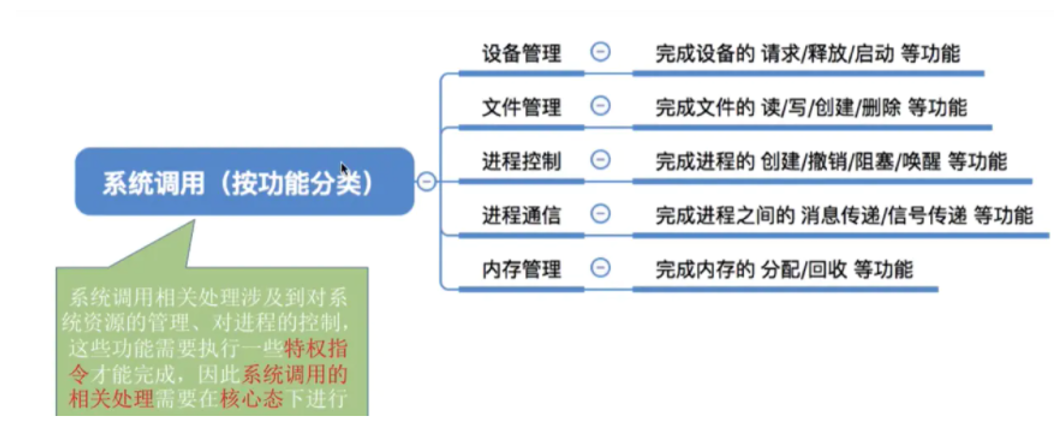 设备管理
完成设备的 请求/释放/启动 等功能
文件管理
完成文件的 读/写/创建/删除 等功能
系统调用（按功能分类）
进程控制
完成进程的 创建/撤销/阻塞/唤醒 等功能
进程通信
完成进程之间的 消息传递/信号传递 等功能
内存管理
完成内存的 分配/回收 等功能
系统调用相关处理涉及到对系
统资源的管理、对进程的控制，
这些功能需要执行一些特权指
令才能完成，因此系统调用的
相关处理需要在核心态下进行